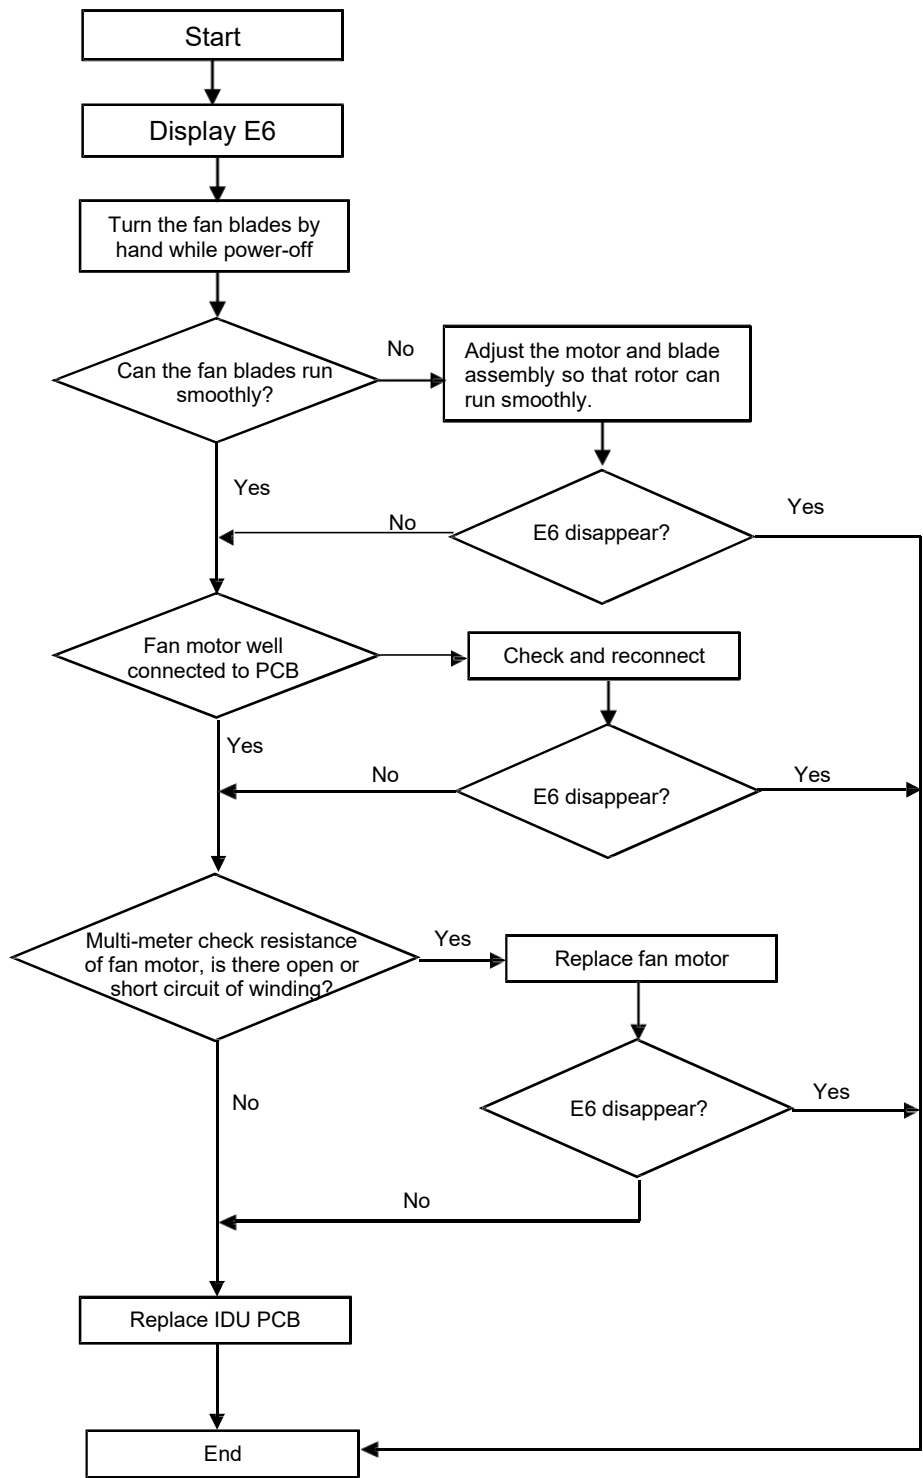 Start
Display E6
Turn the fan blades by
hand while power-off
Can the fan blades run
smoothly?
No
Adjust the motor and blade
assembly so that rotor can
run smoothly.
Yes
No
E6 disappear?
Yes
Fan motor well
connected to PCB
Check and reconnect
Yes
No
E6 disappear?
Yes
Multi-meter check resistance
of fan motor, is there open or
short circuit of winding?
Yes
Replace fan motor
No
E6 disappear?
Yes
No
Replace IDU PCB
End